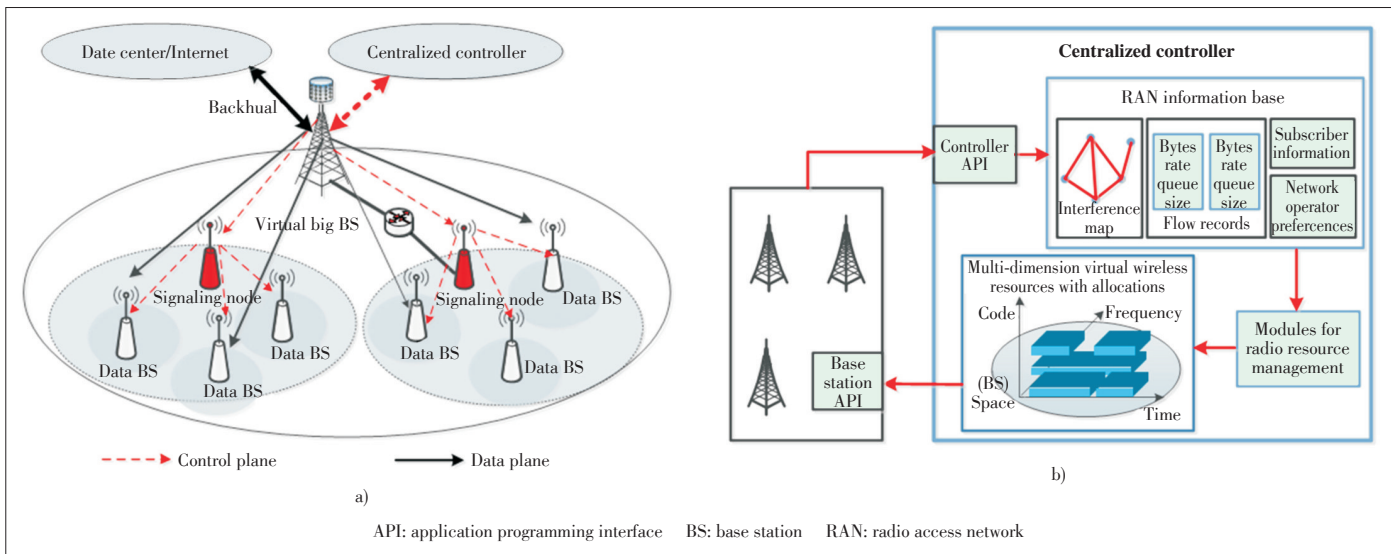 Date center/Internet
Centralized controller
Backhual
Virtual big BS
Signaling node
Data BS
Data BS
Data BS
Signaling node
Data BS
Data BS
Data BS
Control plane
Data plane
a)
Centralized controller
RAN information base
Controller
API
Interference
map
Bytes
rate
queue
size
Bytes
rate
queue
size
Flow records
Subscriber
information
Network
operator
prefercences
Multi-dimension virtual wireless
resources with allocations
Code
Frequency
(BS)
Space
Time
Modules for
radio resource
management
Base
station
API
b)
API: application programming interface BS: base station RAN: radio access network